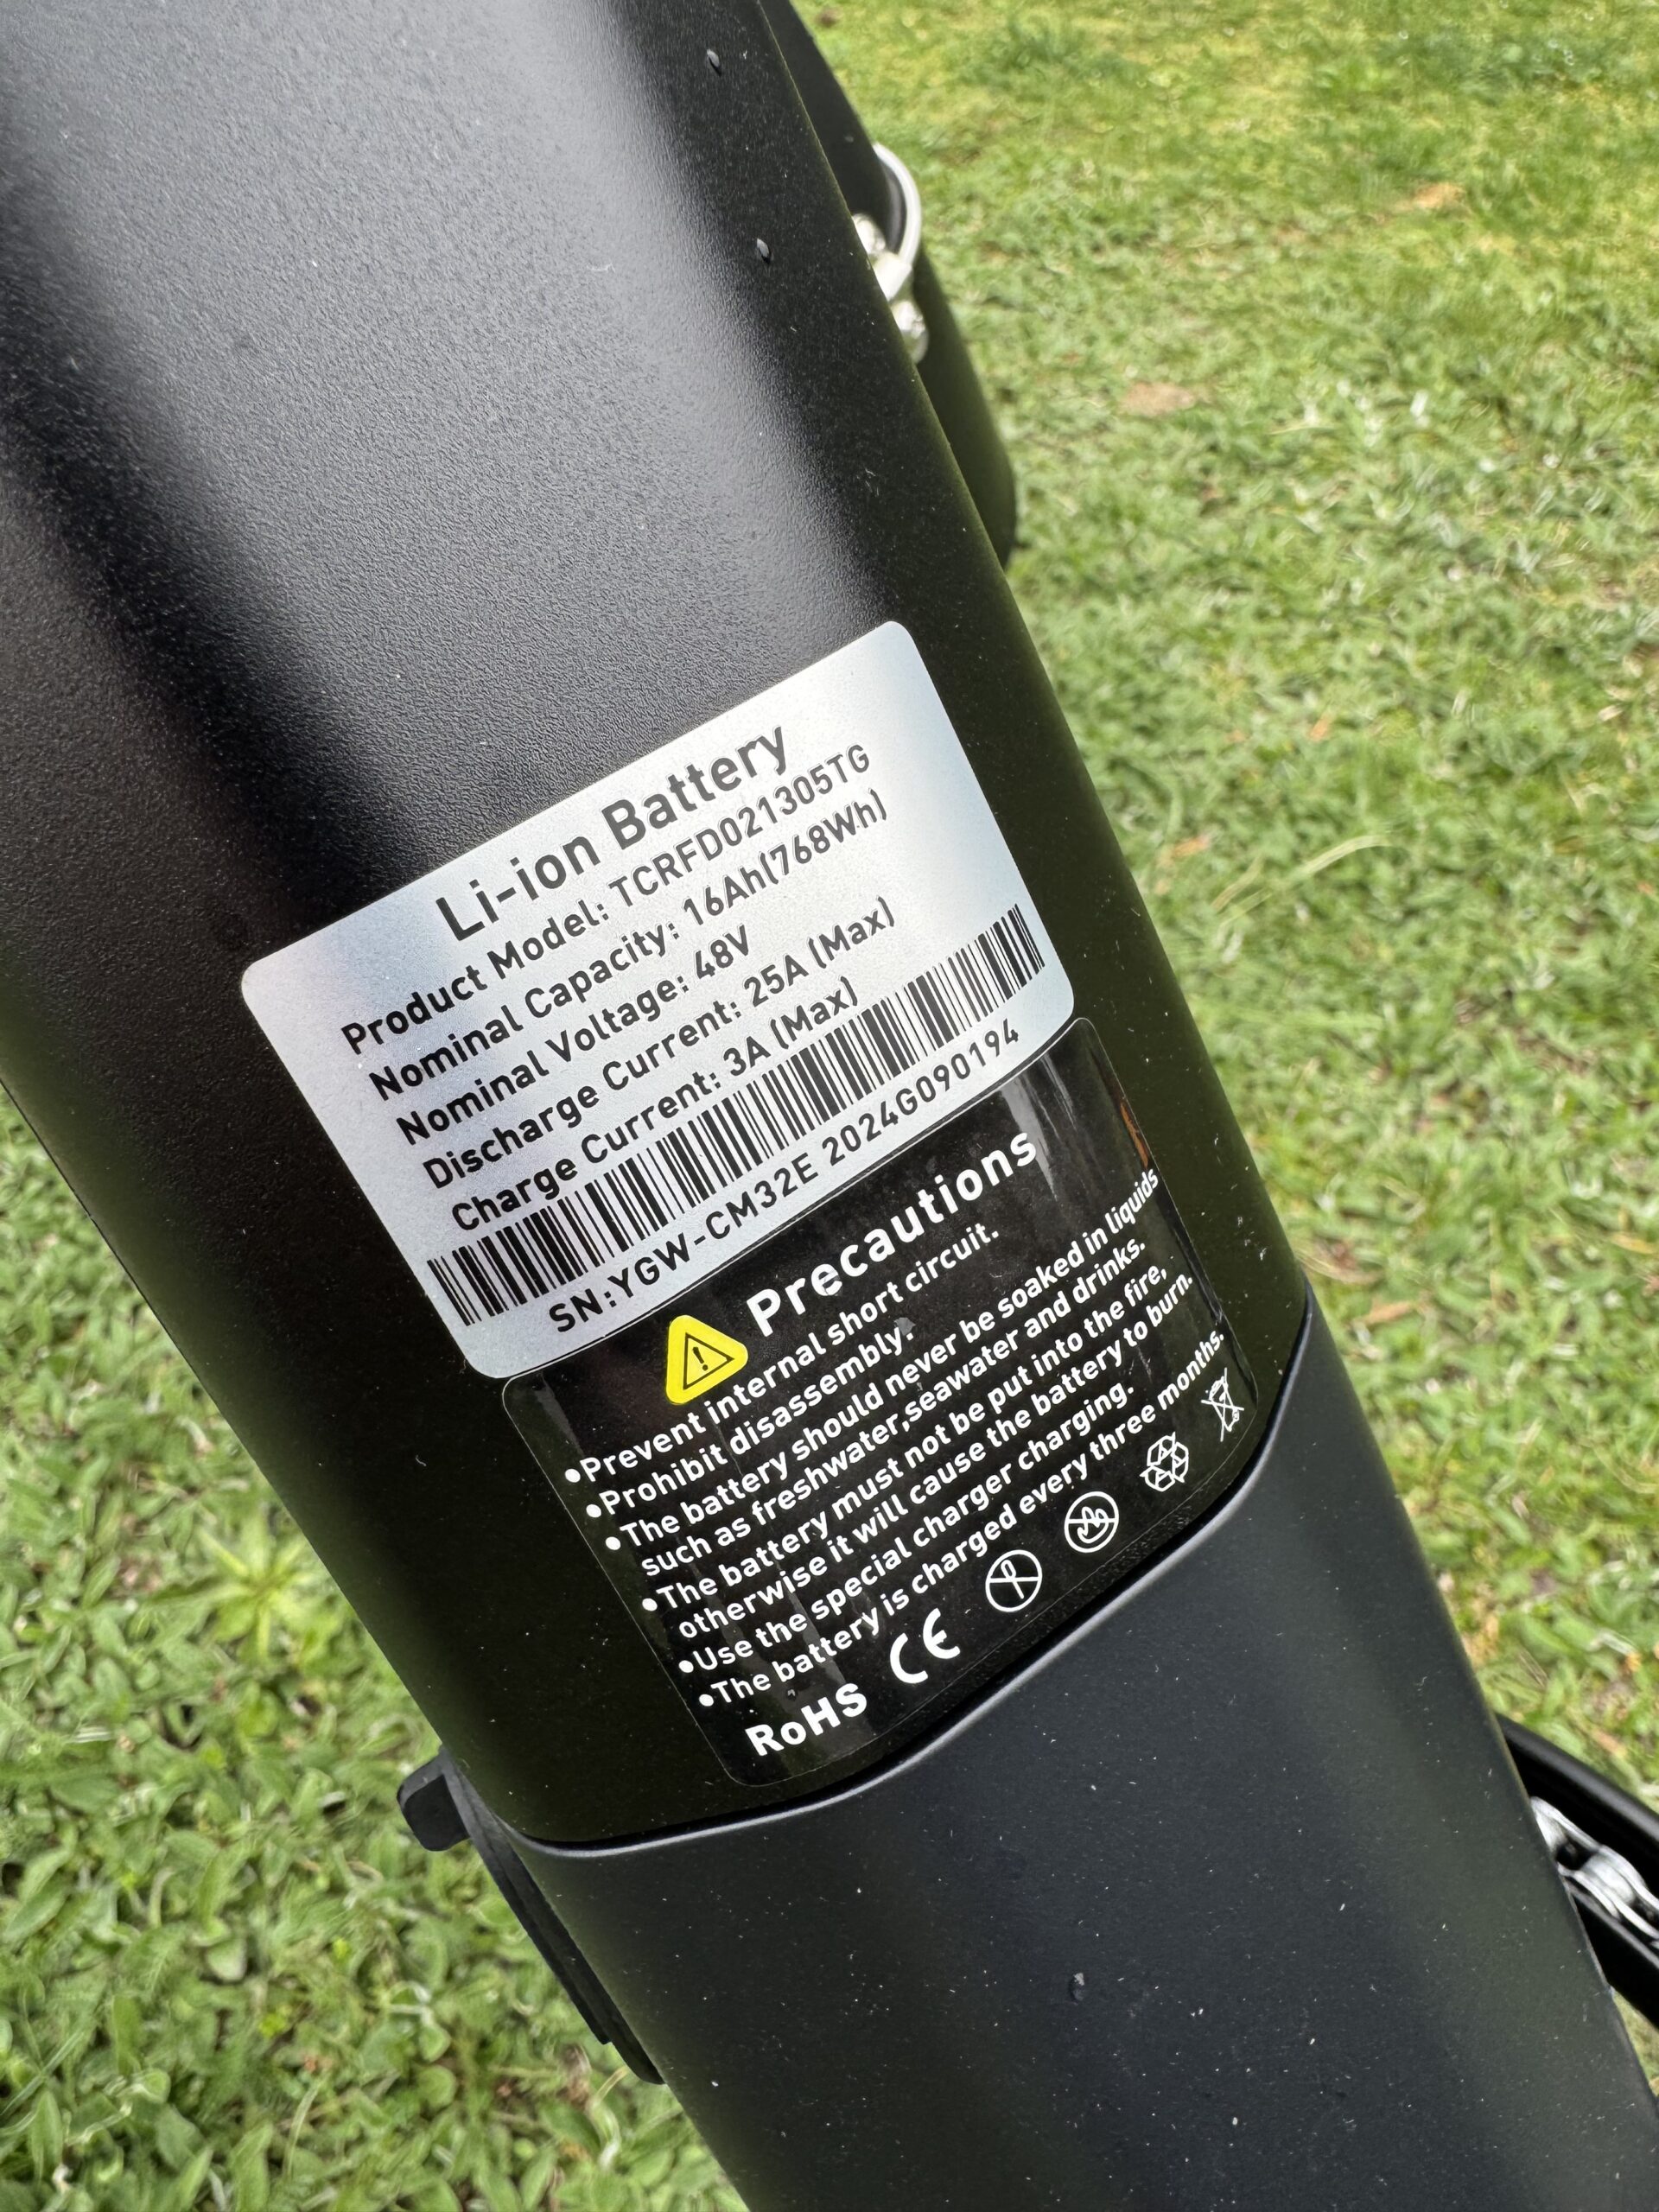 Li-ion Battery
Product Model: TCRFD021305TG
Nominal Capacity: 16Ah(768Wh)
Nominal Voltage: 48V
Discharge Current: 25A (Max)
Charge Current: 3A (Max)
SN:YGW-CM32E 2024G090194
Precautions
•Prevent internal short circuit.
•Prohibit disassembly.
•The battery should never be soaked in liquids
such as freshwater,seawater and drinks.
•The battery must not be put into the fire,
otherwise it will cause the battery to burn.
•Use the special charger charging.
•The battery is charged every three months.
RoHS CE